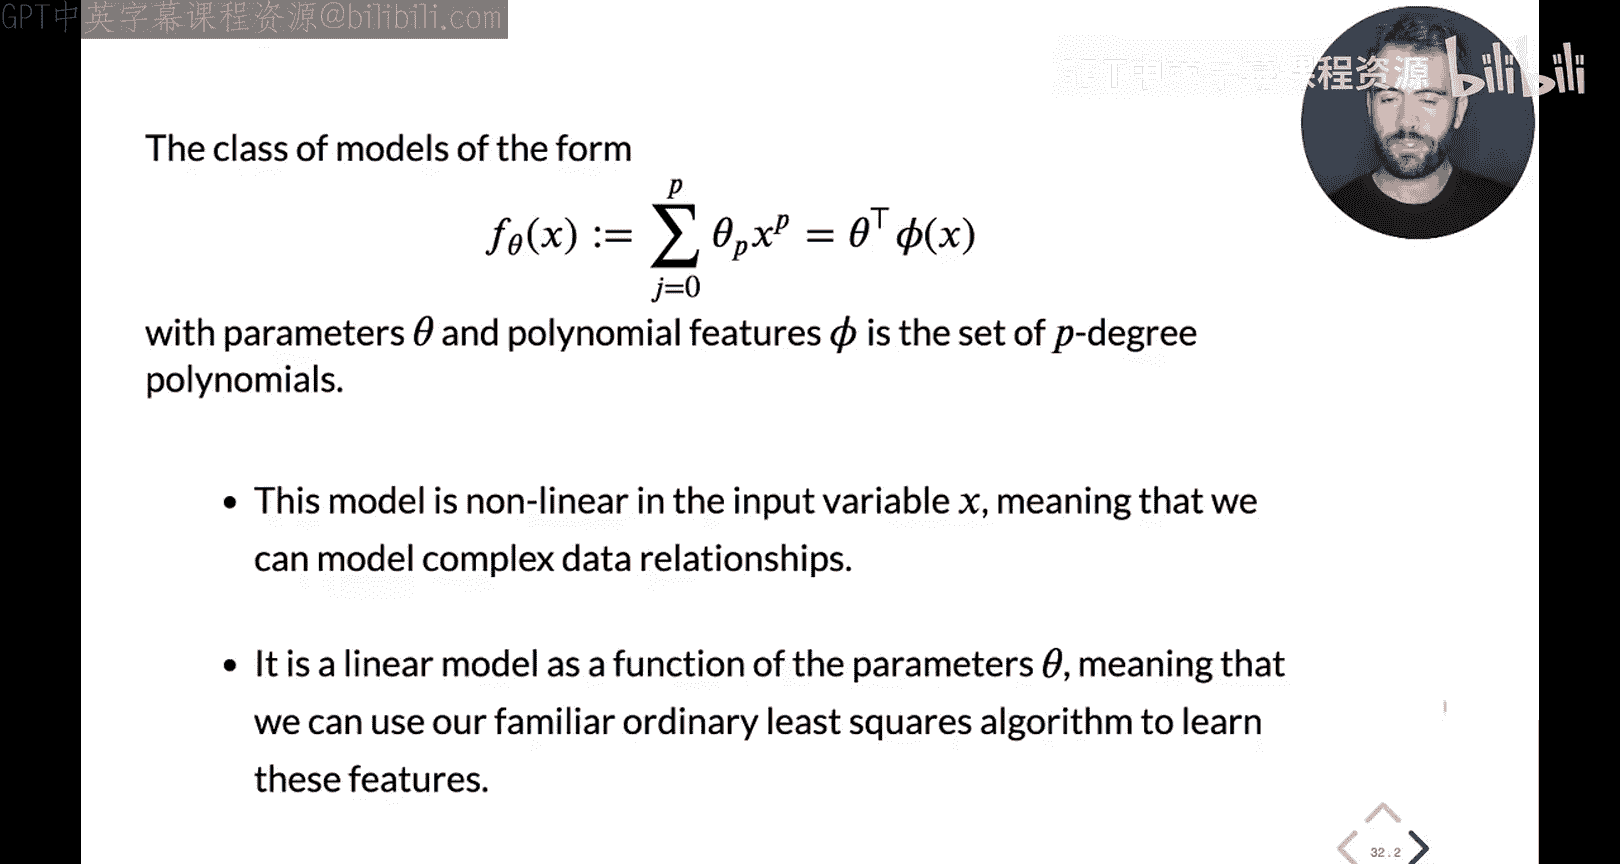 GPT中英字幕课程资源@bilibili.com
课程资源 bilibili
The class of models of the form
f_θ(x) := ∑_{j=0}^{p} θ_p x^p = θ^⊤ ϕ(x)
with parameters θ and polynomial features ϕ is the set of p-degree
polynomials.
• This model is non-linear in the input variable x, meaning that we
can model complex data relationships.
• It is a linear model as a function of the parameters θ, meaning that
we can use our familiar ordinary least squares algorithm to learn
these features.
32.2